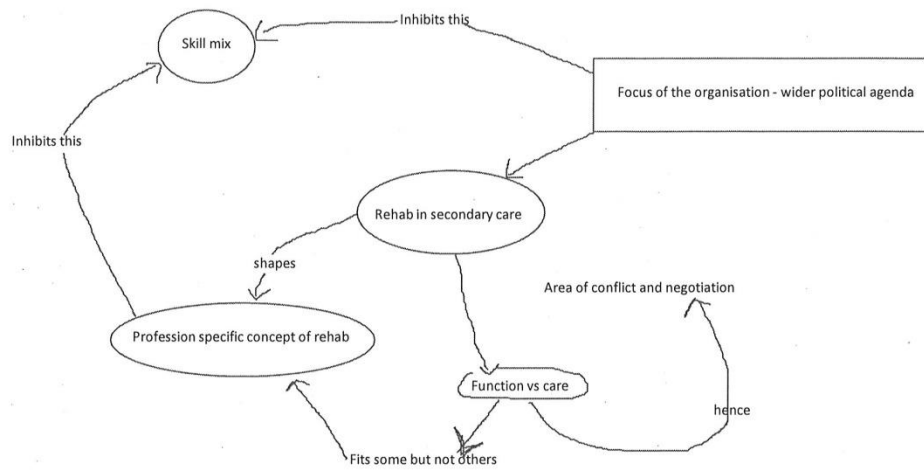 Inhibits this
Skill mix
Focus of the organisation - wider political agenda
Inhibits this
Rehab in secondary care
shapes
Area of conflict and negotiation
Profession specific concept of rehab
Function vs care
hence
Fits some but not others